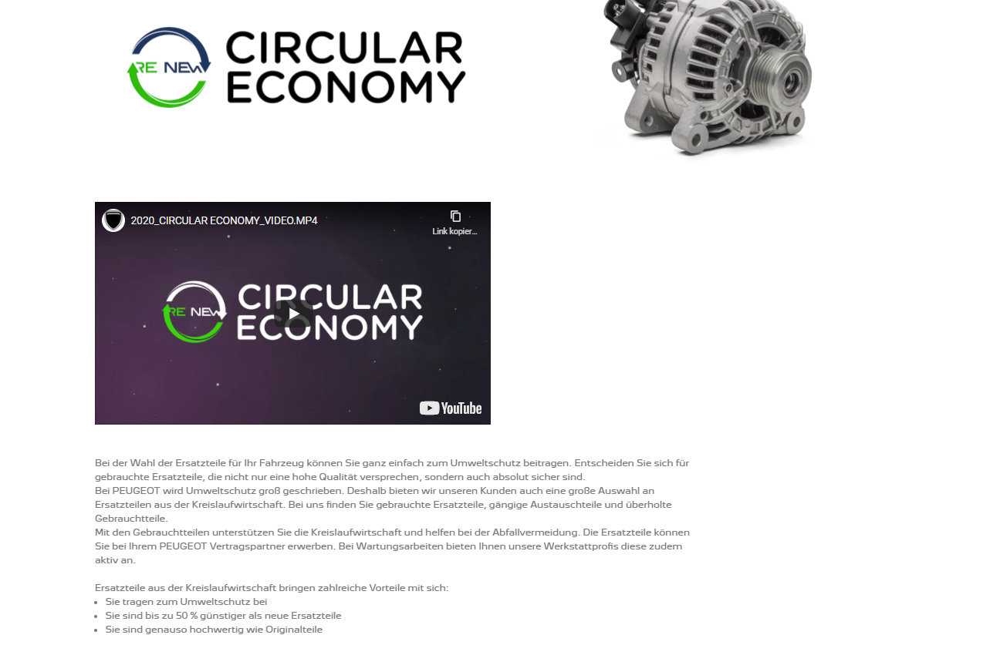 RE NEW
CIRCULAR
ECONOMY
2020_CIRCULAR ECONOMY_VIDEO.MP4
Link kopier...
RE NEW
CIRCULAR
ECONOMY
YouTube
Bei der Wahl der Ersatzteile für Ihr Fahrzeug können Sie ganz einfach zum Umweltschutz beitragen. Entscheiden Sie sich für
gebrauchte Ersatzteile, die nicht nur eine hohe Qualität versprechen, sondern auch absolut sicher sind.
Bei PEUGEOT wird Umweltschutz groß geschrieben. Deshalb bieten wir unseren Kunden auch eine große Auswahl an
Ersatzteilen aus der Kreislaufwirtschaft. Bei uns finden Sie gebrauchte Ersatzteile, gängige Austauschteile und überholte
Gebrauchtteile.
Mit den Gebrauchtteilen unterstützen Sie die Kreislaufwirtschaft und helfen bei der Abfallvermeidung. Die Ersatzteile können
Sie bei Ihrem PEUGEOT Vertragspartner erwerben. Bei Wartungsarbeiten bieten Ihnen unsere Werkstattprofis diese zudem
aktiv an.
Ersatzteile aus der Kreislaufwirtschaft bringen zahlreiche Vorteile mit sich:
• Sie tragen zum Umweltschutz bei
• Sie sind bis zu 50 % günstiger als neue Ersatzteile
• Sie sind genauso hochwertig wie Originalteile